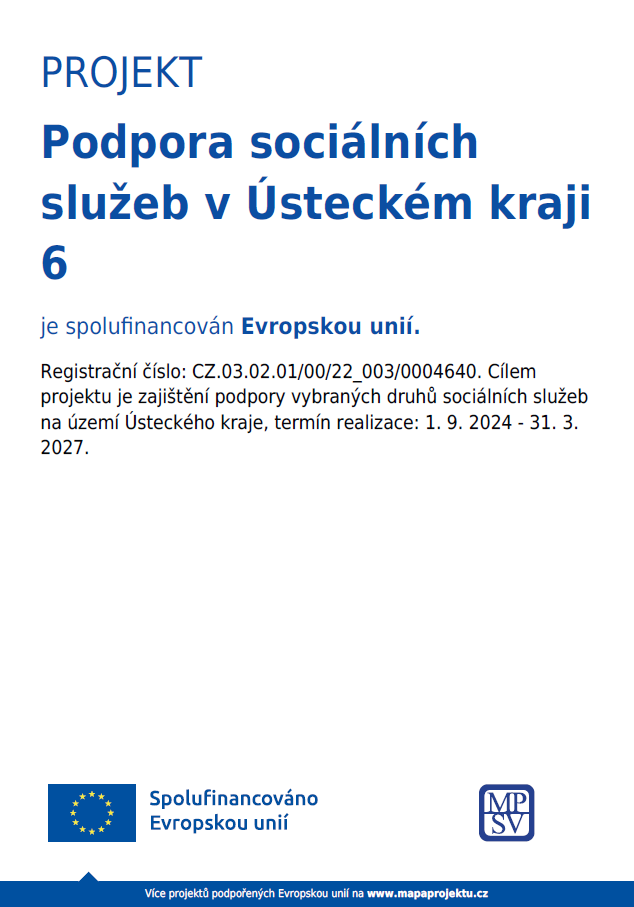 PROJEKT
Podpora sociálních
služeb v Ústeckém kraji
6
je spolufinancován Evropskou unií.
Registrační číslo: CZ.03.02.01/00/22_003/0004640. Cílem
projektu je zajištění podpory vybraných druhů sociálních služeb
na území Ústeckého kraje, termín realizace: 1. 9. 2024 - 31. 3.
2027.
Spolufinancováno
Evropskou unií
MP
SV
Více projektů podpořených Evropskou unií na www.mapaprojektu.cz